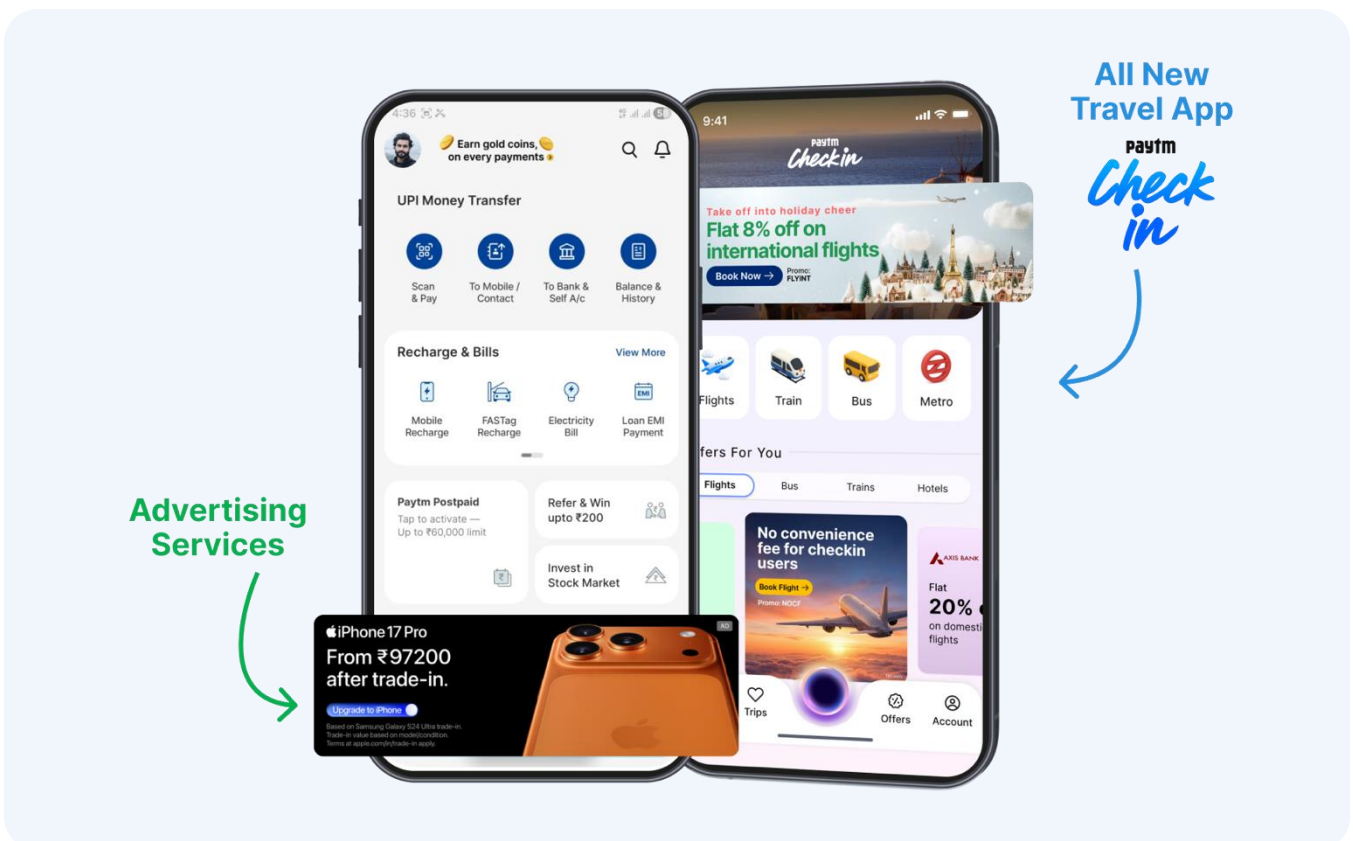 All New
Travel App
paytm
Check
in
Advertising
Services
4:36
Earn gold coins,
on every payments
UPI Money Transfer
Scan
& Pay
To Mobile /
Contact
To Bank &
Self A/c
Balance &
History
Recharge & Bills
View More
Mobile
Recharge
FASTag
Recharge
Electricity
Bill
EMI
Loan EMI
Payment
Paytm Postpaid
Tap to activate —
Up to ₹60,000 limit
Refer & Win
upto ₹200
Invest in
Stock Market
iPhone 17 Pro
AD
From ₹97200
after trade-in.
Upgrade to iPhone
Based on Samsung Galaxy S24 Ultra trade-in.
Trade-in value based on model/condition.
Terms at apple.com/in/trade-in apply.
9:41
paytm
Check in
Take off into holiday cheer
Flat 8% off on
international flights
Book Now →
Promo:
FLYINT
Flights
Train
Bus
Metro
fers For You
Flights
Bus
Trains
Hotels
No convenience
fee for checkin
users
Book Flight →
Promo: NOCF
AXIS BANK
Flat
20%
on domesti
flights
Trips
Offers
Account